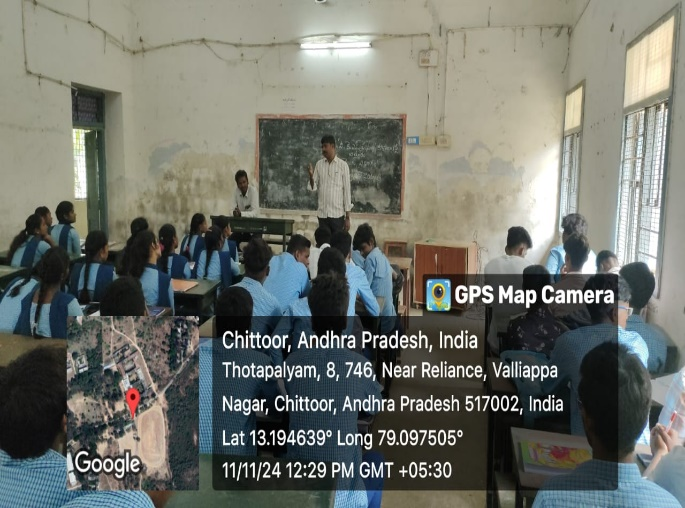 GPS Map Camera
Chittoor, Andhra Pradesh, India
Thotapalyam, 8, 746, Near Reliance, Valliappa
Nagar, Chittoor, Andhra Pradesh 517002, India
Lat 13.194639° Long 79.097505°
11/11/24 12:29 PM GMT +05:30
Google